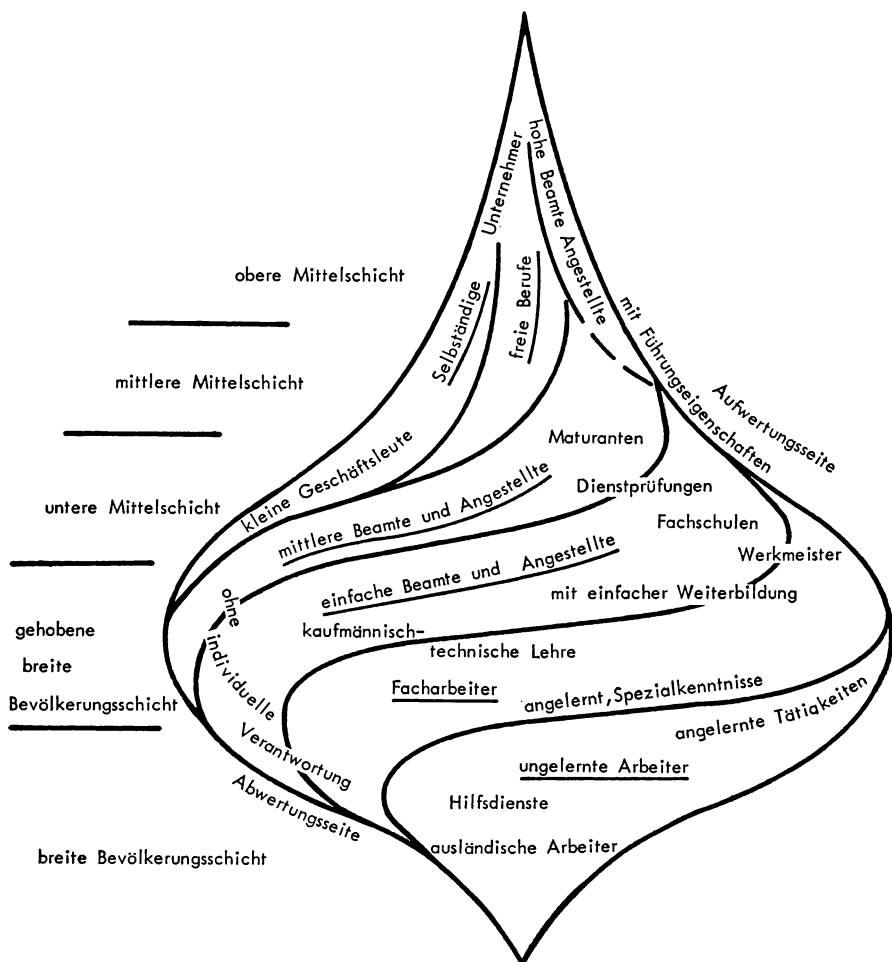 Unternehmer
hohe Beamte Angestellte
obere Mittelschicht
Selbständige
freie Berufe
mit Führungseigenschaften
mittlere Mittelschicht
Aufwertungsseite
kleine Geschäftsleute
Maturanten
untere Mittelschicht
mittlere Beamte und Angestellte
Dienstprüfungen
Fachschulen
Werkmeister
einfache Beamte und Angestellte
mit einfacher Weiterbildung
gehobene
breite
Bevölkerungsschicht
ohne
individuelle
Verantwortung
kaufmännisch-
technische Lehre
Facharbeiter
angelernt, Spezialkenntnisse
angelernte Tätigkeiten
ungelernte Arbeiter
Abwertungsseite
Hilfsdienste
ausländische Arbeiter
breite Bevölkerungsschicht